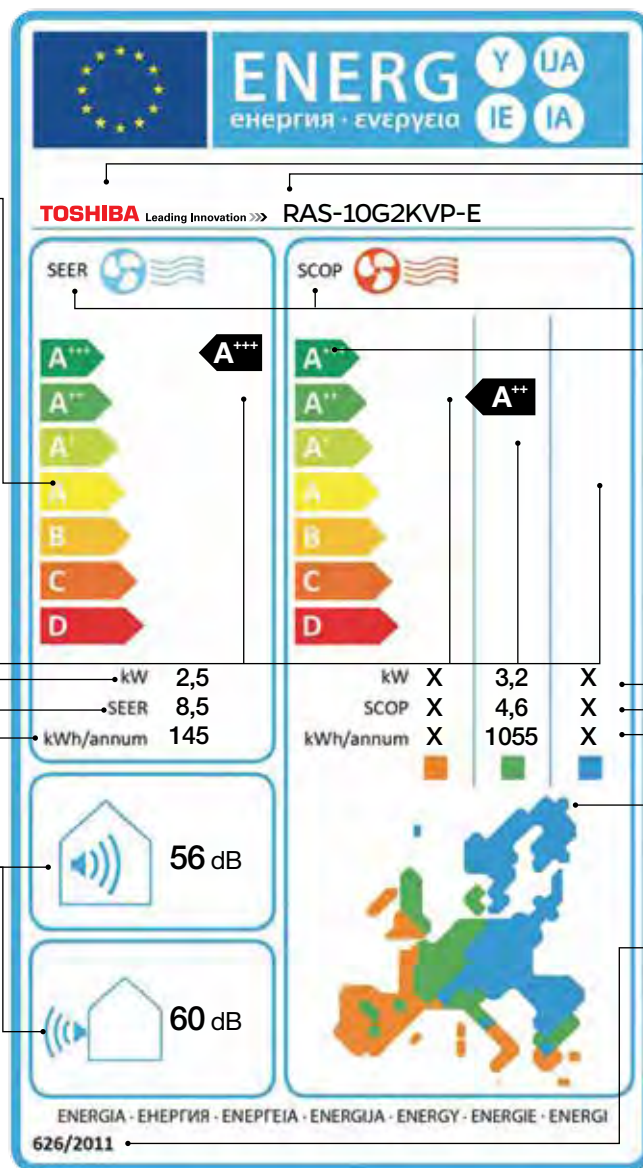 ENERG Y IJA
енергия · ενεργεια IE IA
TOSHIBA Leading Innovation >>> RAS-10G2KVP-E
SEER
A+++
A+++
A++
A+
A
B
C
D
kW 2,5
SEER 8,5
kWh/annum 145
SCOP
A+
A++
A++
A+
A
B
C
D
kW X 3,2 X
SCOP X 4,6 X
kWh/annum X 1055 X
56 dB
60 dB
ENERGIA · ЕНЕРГИЯ · ΕΝΕΡΓΕΙΑ · ENERGIJA · ENERGY · ENERGIE · ENERGI
626/2011